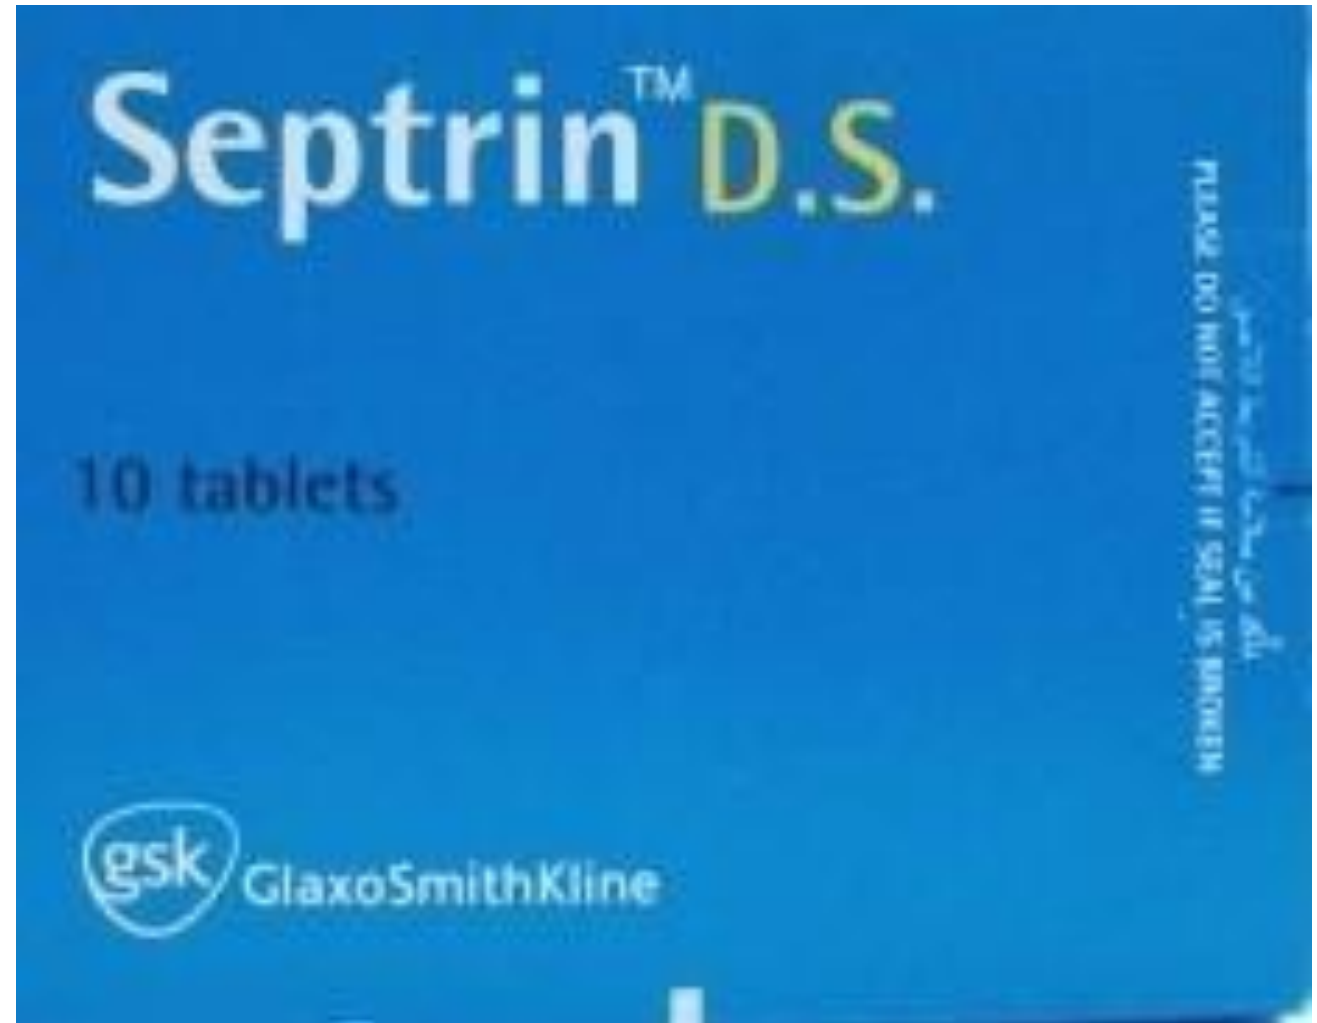 Septrin™ D.S.
10 tablets
gsk GlaxoSmithKline
PLEASE DO NOT ACCEPT IF SEAL IS BROKEN